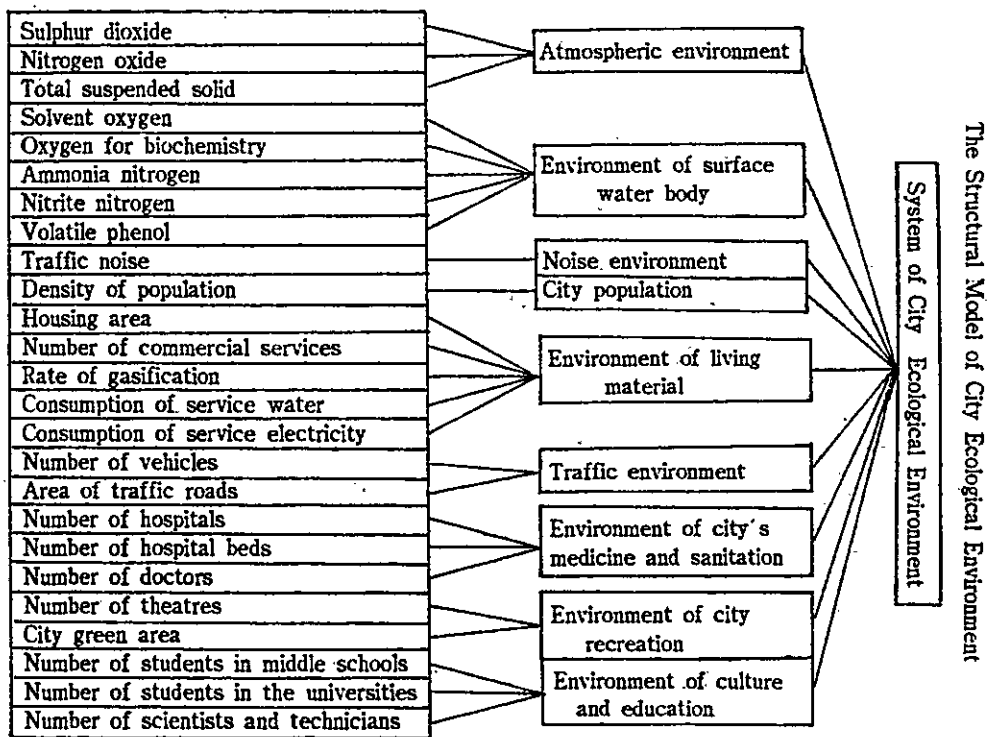 Sulphur dioxide
Nitrogen oxide
Total suspended solid
Solvent oxygen
Oxygen for biochemistry
Ammonia nitrogen
Nitrite nitrogen
Volatile phenol
Traffic noise
Density of population
Housing area
Number of commercial services
Rate of gasification
Consumption of service water
Consumption of service electricity
Number of vehicles
Area of traffic roads
Number of hospitals
Number of hospital beds
Number of doctors
Number of theatres
City green area
Number of students in middle schools
Number of students in the universities
Number of scientists and technicians
Atmospheric environment
Environment of surface
water body
Noise environment
City population
Environment of living
material
Traffic environment
Environment of city's
medicine and sanitation
Environment of city
recreation
Environment of culture
and education
System of City Ecological Environment
The Structural Model of City Ecological Environment